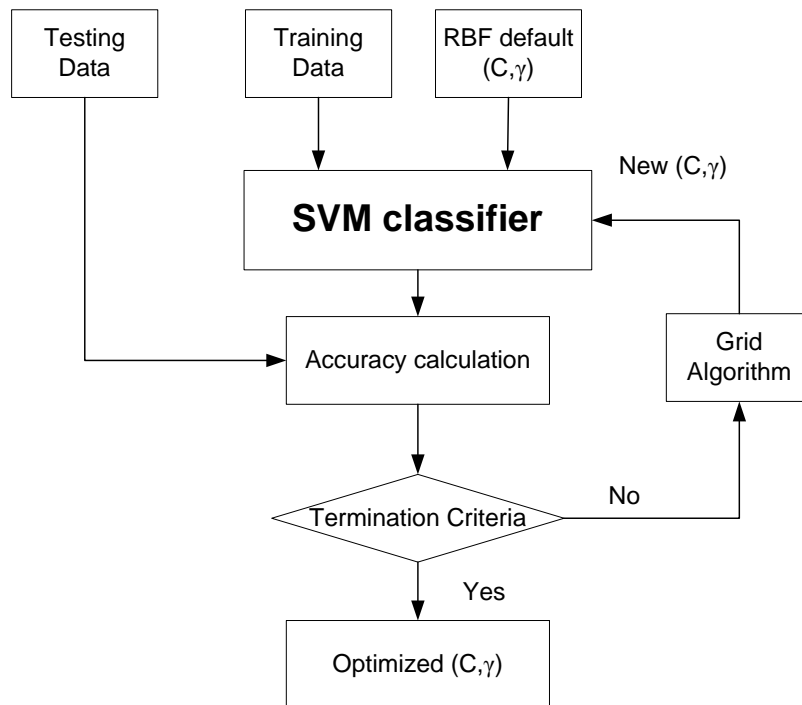 Testing
Data
Training
Data
RBF default
(C,γ)
New (C,γ)
SVM classifier
Accuracy calculation
Grid
Algorithm
Termination Criteria
No
Yes
Optimized (C,γ)